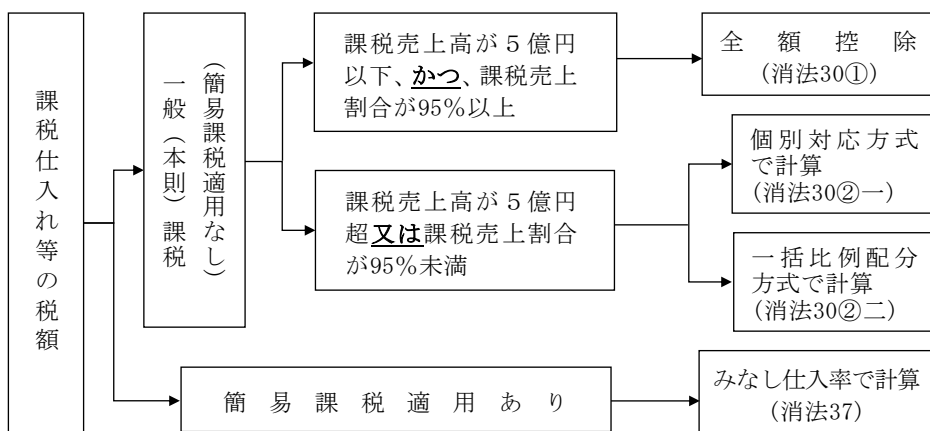 課税仕入れ等の税額
一般（本則）課税
（簡易課税適用なし）
課税売上高が５億円
以下、かつ、課税売上
割合が95％以上
全額控除
（消法30①）
課税売上高が５億円
超又は課税売上割合
が95％未満
個別対応方式
で計算
（消法30②一）
一括比例配分
方式で計算
（消法30②二）
簡易課税適用あり
みなし仕入率で計算
（消法37）